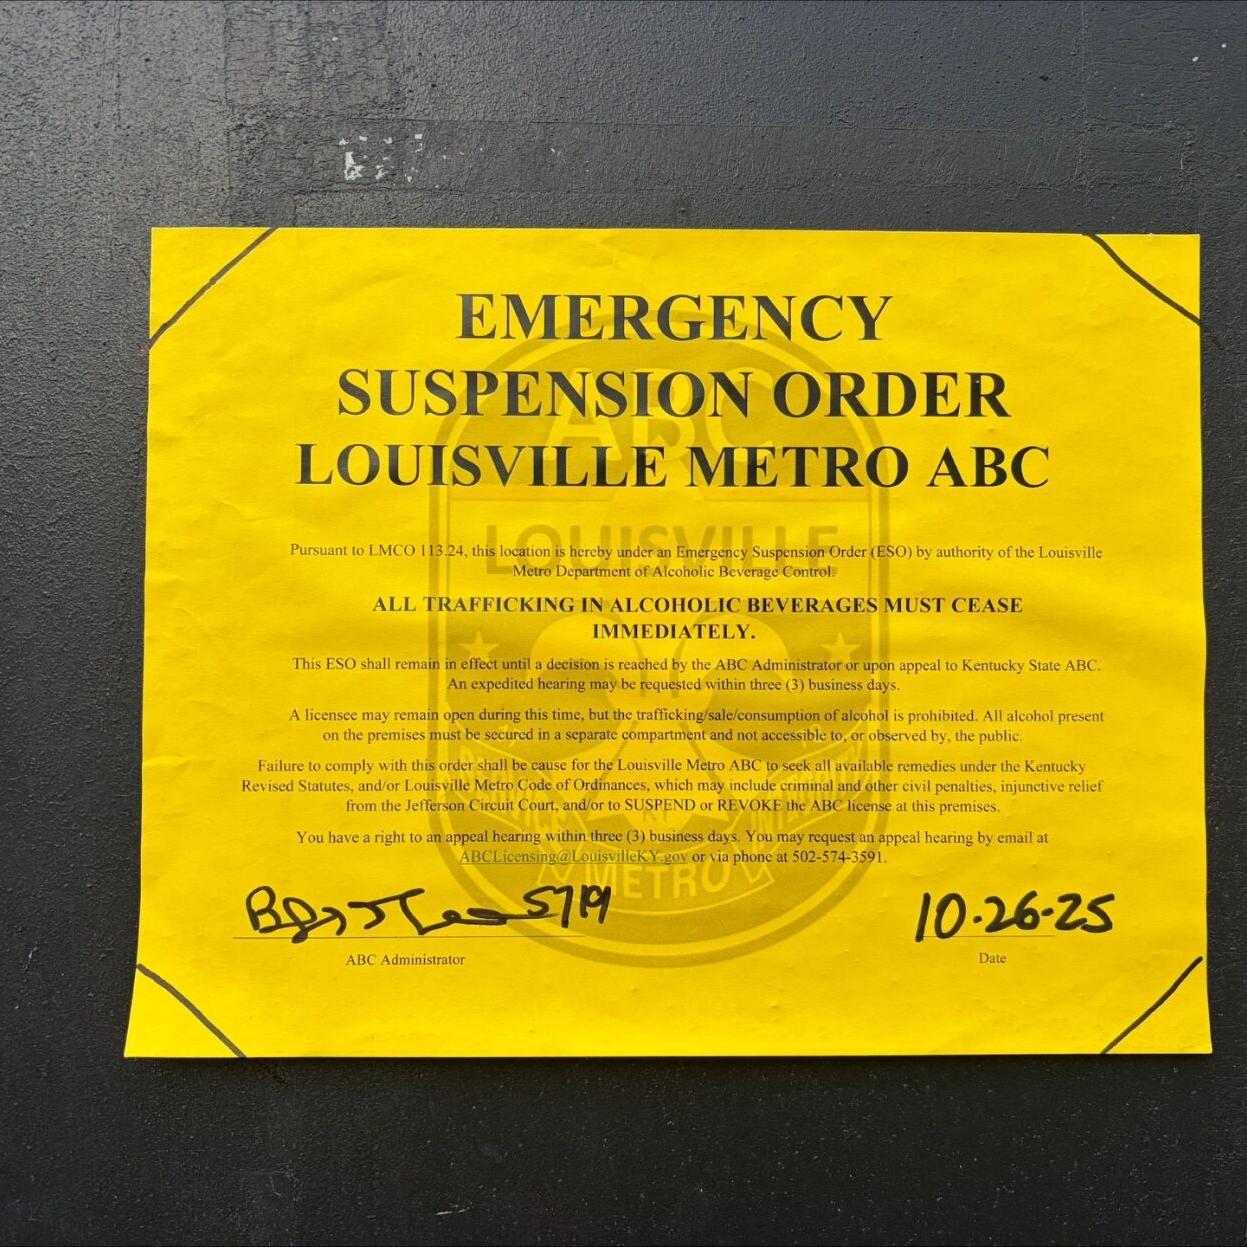 EMERGENCY
SUSPENSION ORDER
LOUISVILLE METRO ABC
ABC
LOUISVILLE
Pursuant to LMCO 113.24, this location is hereby under an Emergency Suspension Order (ESO) by authority of the Louisville
Metro Department of Alcoholic Beverage Control.
ALL TRAFFICKING IN ALCOHOLIC BEVERAGES MUST CEASE
IMMEDIATELY.
This ESO shall remain in effect until a decision is reached by the ABC Administrator or upon appeal to Kentucky State ABC.
An expedited hearing may be requested within three (3) business days.
A licensee may remain open during this time, but the trafficking/sale/consumption of alcohol is prohibited. All alcohol present
on the premises must be secured in a separate compartment and not accessible to, or observed by, the public.
Failure to comply with this order shall be cause for the Louisville Metro ABC to seek all available remedies under the Kentucky
Revised Statutes, and/or Louisville Metro Code of Ordinances, which may include criminal and other civil penalties, injunctive relief
from the Jefferson Circuit Court, and/or to SUSPEND or REVOKE the ABC license at this premises.
KY
You have a right to an appeal hearing within three (3) business days. You may request an appeal hearing by email at
ABCLicensing@LouisvilleKY.gov or via phone at 502-574-3591.
METRO
5719
10.26.25
ABC Administrator
Date